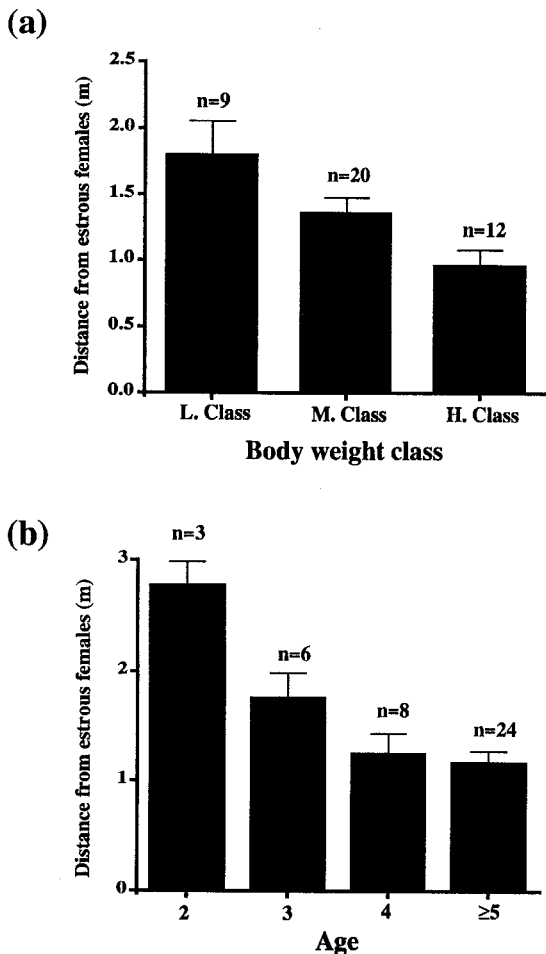 (a)
Distance from estrous females (m)
2.5
2.0
1.5
1.0
0.5
0.0
n=9
n=20
n=12
L. Class M. Class H. Class
Body weight class
(b)
Distance from estrous females (m)
3
2
1
0
n=3
n=6
n=8
n=24
2 3 4 ≥5
Age